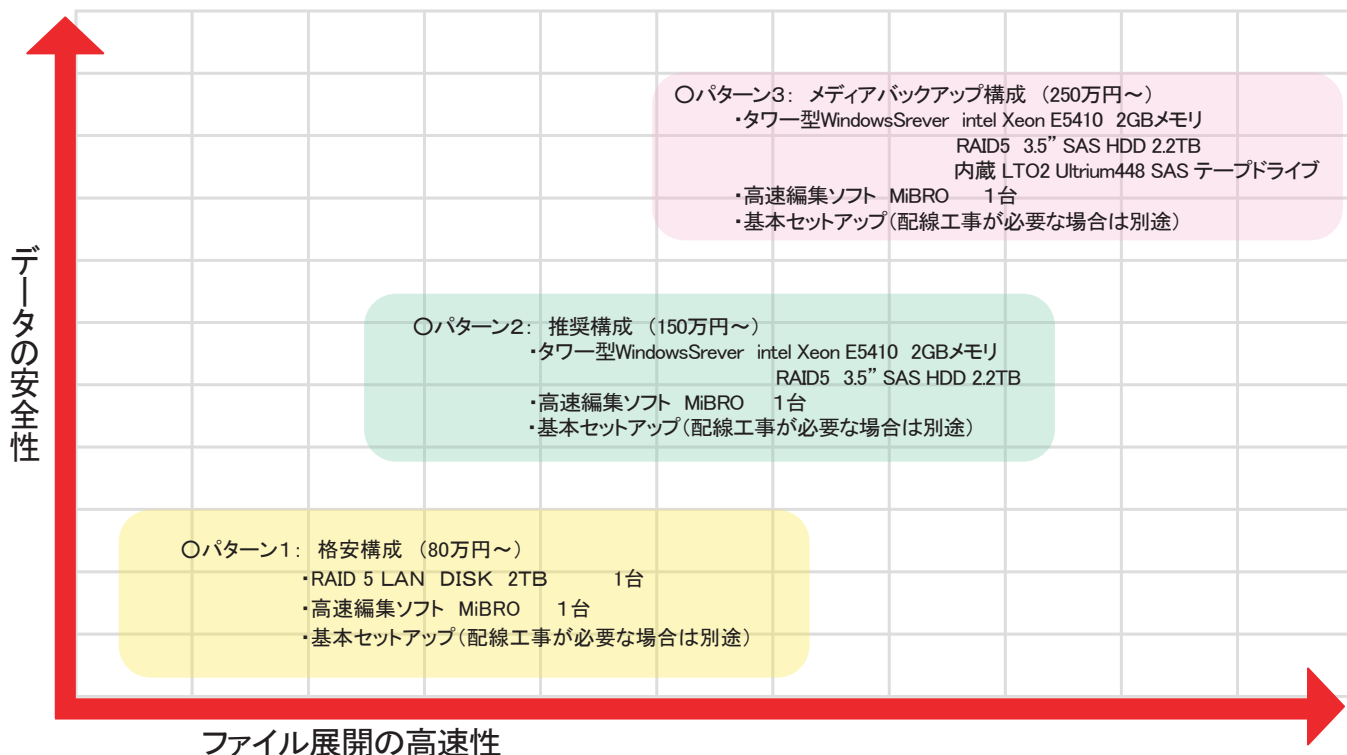 データの安全性
○パターン3： メディアバックアップ構成 （250万円～）
・タワー型WindowsSrever intel Xeon E5410 2GBメモリ
RAID5 3.5” SAS HDD 2.2TB
内蔵 LTO2 Ultrium448 SAS テープドライブ
・高速編集ソフト MiBRO 1台
・基本セットアップ（配線工事が必要な場合は別途）
○パターン2： 推奨構成 （150万円～）
・タワー型WindowsSrever intel Xeon E5410 2GBメモリ
RAID5 3.5” SAS HDD 2.2TB
・高速編集ソフト MiBRO 1台
・基本セットアップ（配線工事が必要な場合は別途）
○パターン1： 格安構成 （80万円～）
・RAID 5 LAN DISK 2TB 1台
・高速編集ソフト MiBRO 1台
・基本セットアップ（配線工事が必要な場合は別途）
ファイル展開の高速性